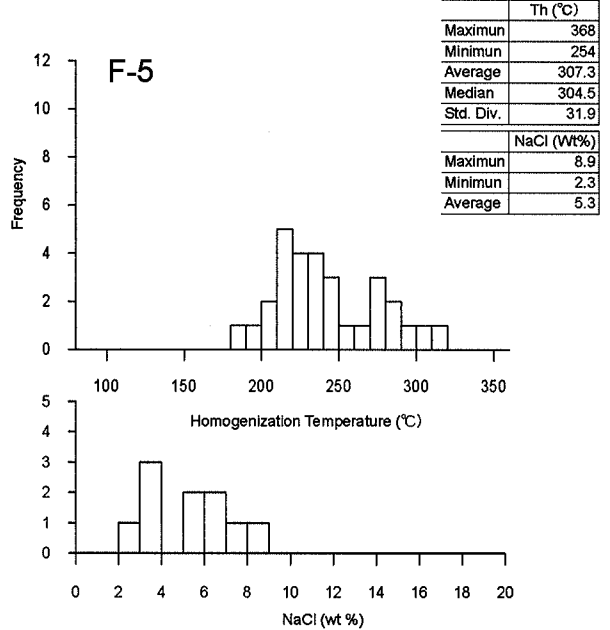 Th (℃)
Maximun 368
Minimun 254
Average 307.3
Median 304.5
Std. Div. 31.9
NaCl (Wt%)
Maximun 8.9
Minimun 2.3
Average 5.3
F-5
12
10
8
6
4
2
0
Frequency
100 150 200 250 300 350
Homogenization Temperature (℃)
5
4
3
2
1
0
0 2 4 6 8 10 12 14 16 18 20
NaCl (wt %)